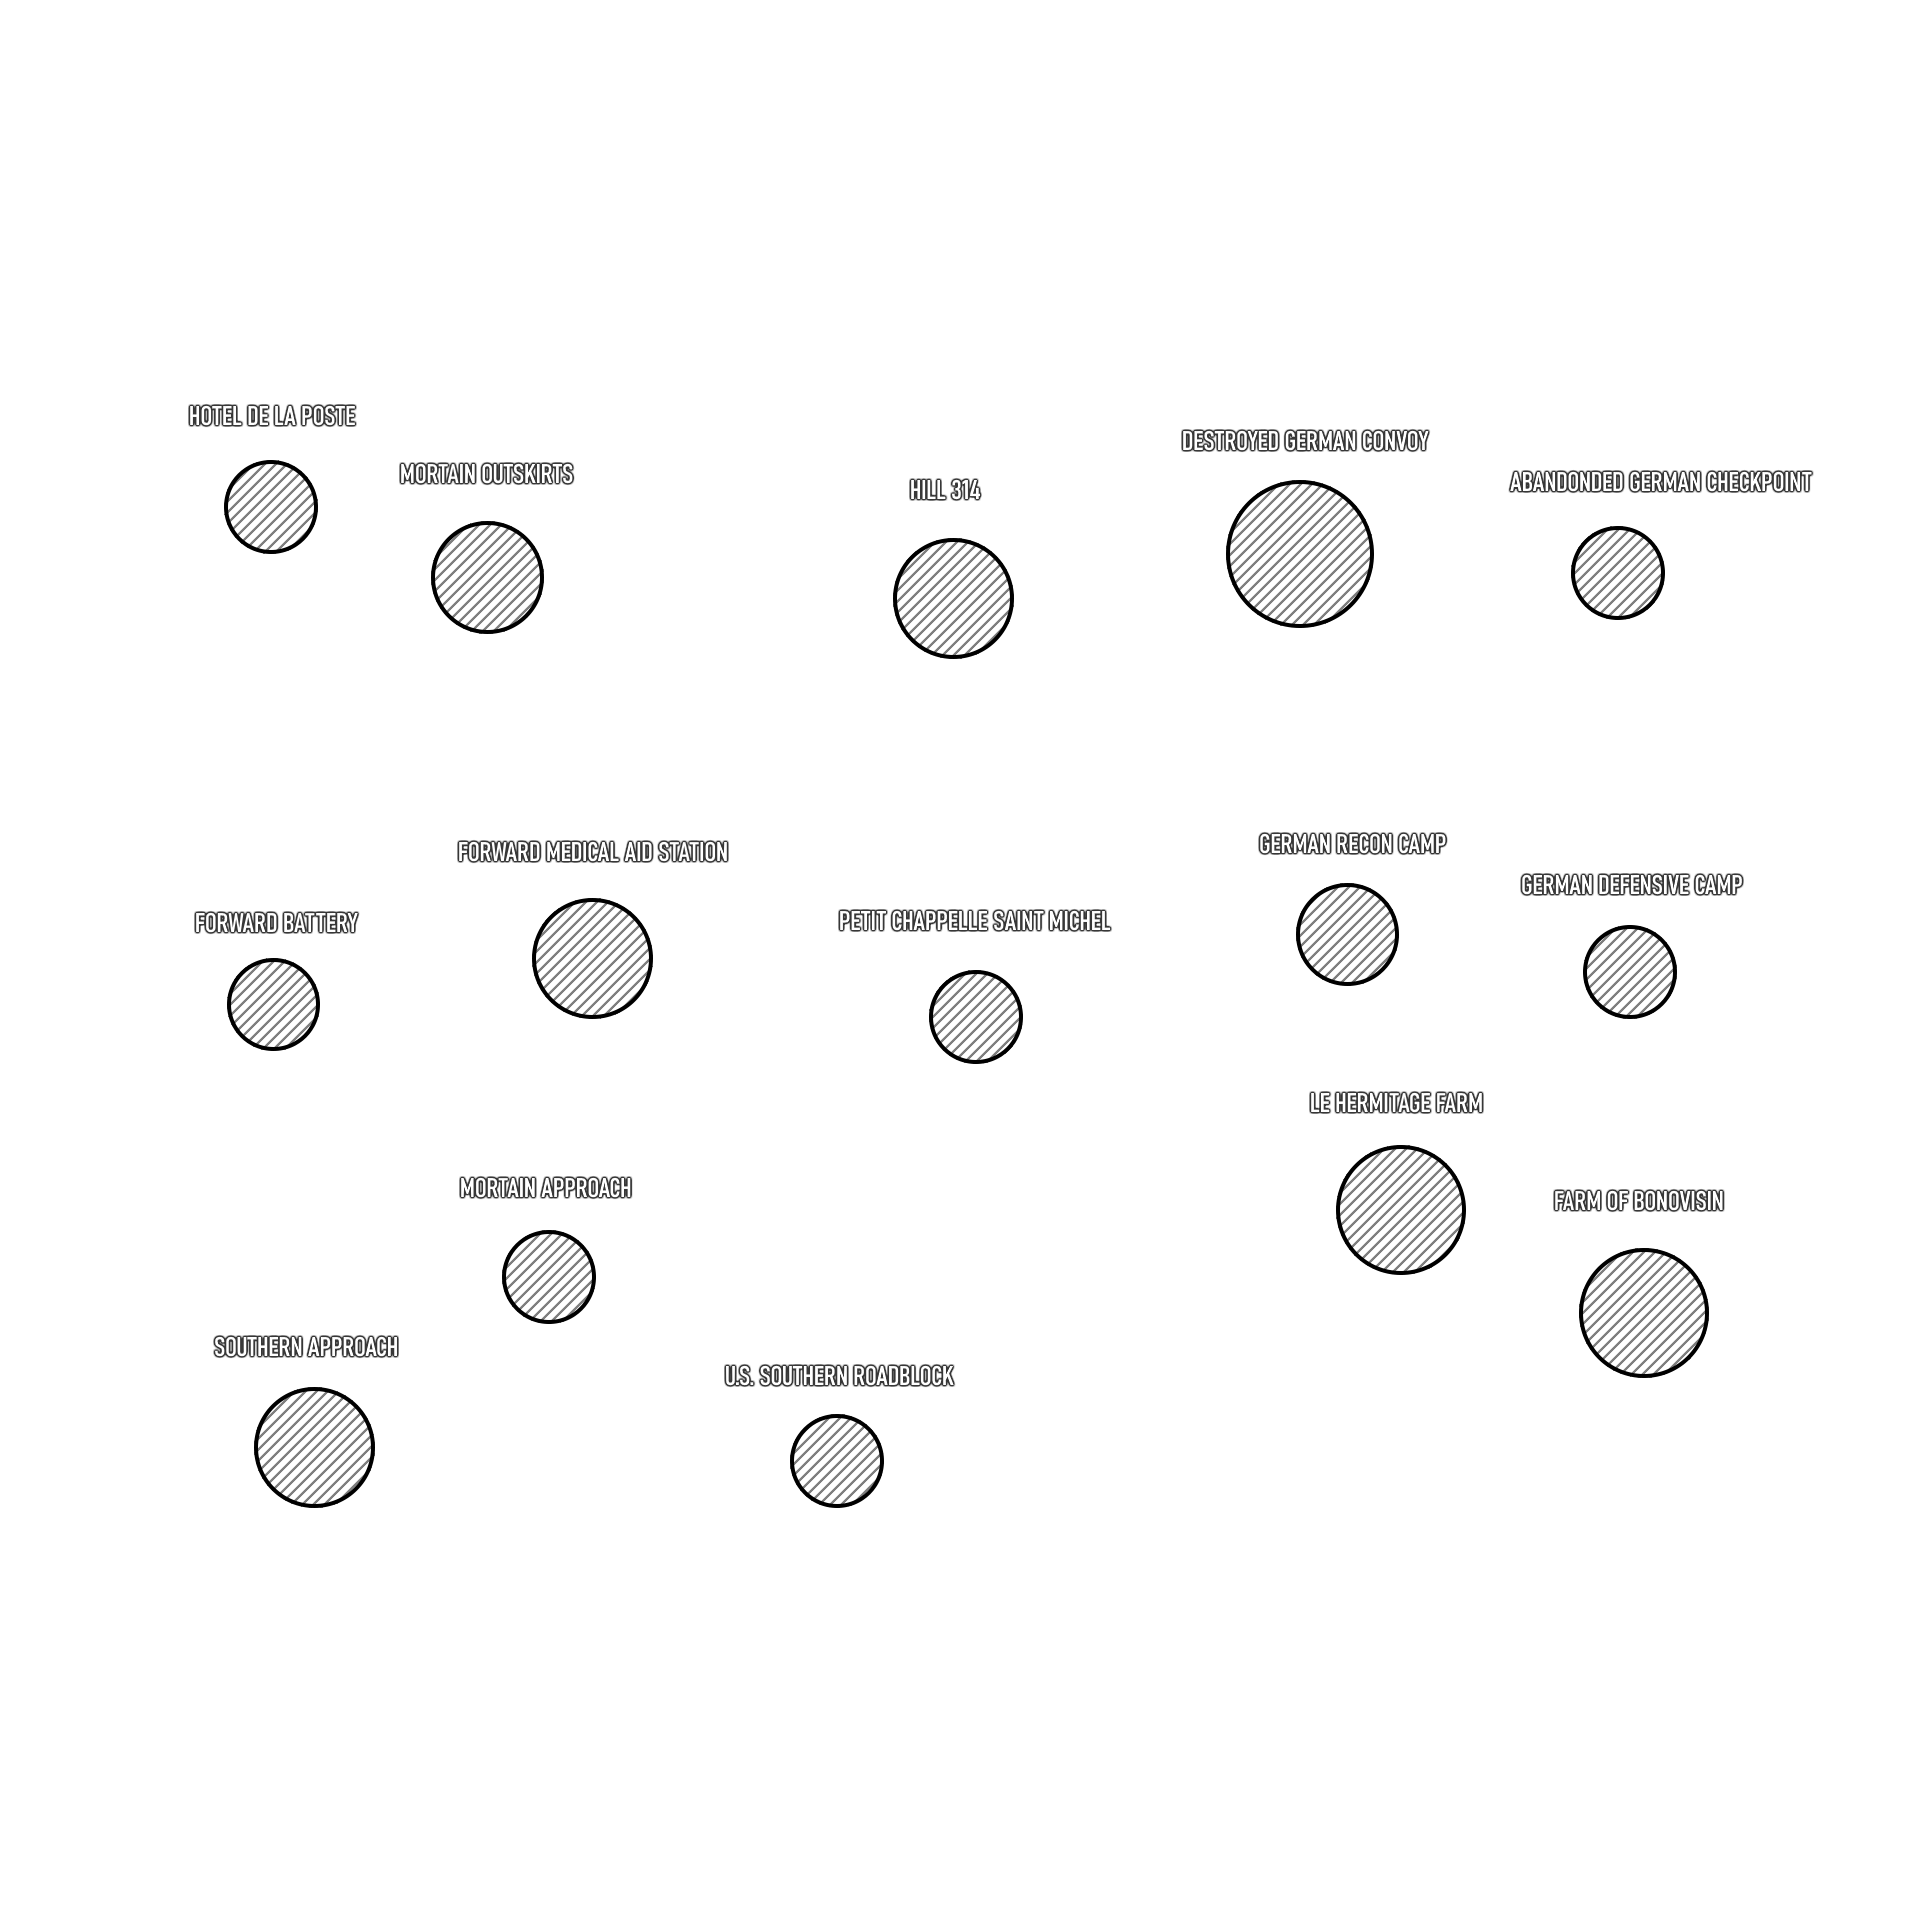 HOTEL DE LA POSTE
MORTAIN OUTSKIRTS
HILL 314
DESTROYED GERMAN CONVOY
ABANDONDED GERMAN CHECKPOINT
FORWARD BATTERY
FORWARD MEDICAL AID STATION
PETIT CHAPPELLE SAINT MICHEL
GERMAN RECON CAMP
GERMAN DEFENSIVE CAMP
LE HERMITAGE FARM
MORTAIN APPROACH
FARM OF BONOVISIN
SOUTHERN APPROACH
U.S. SOUTHERN ROADBLOCK